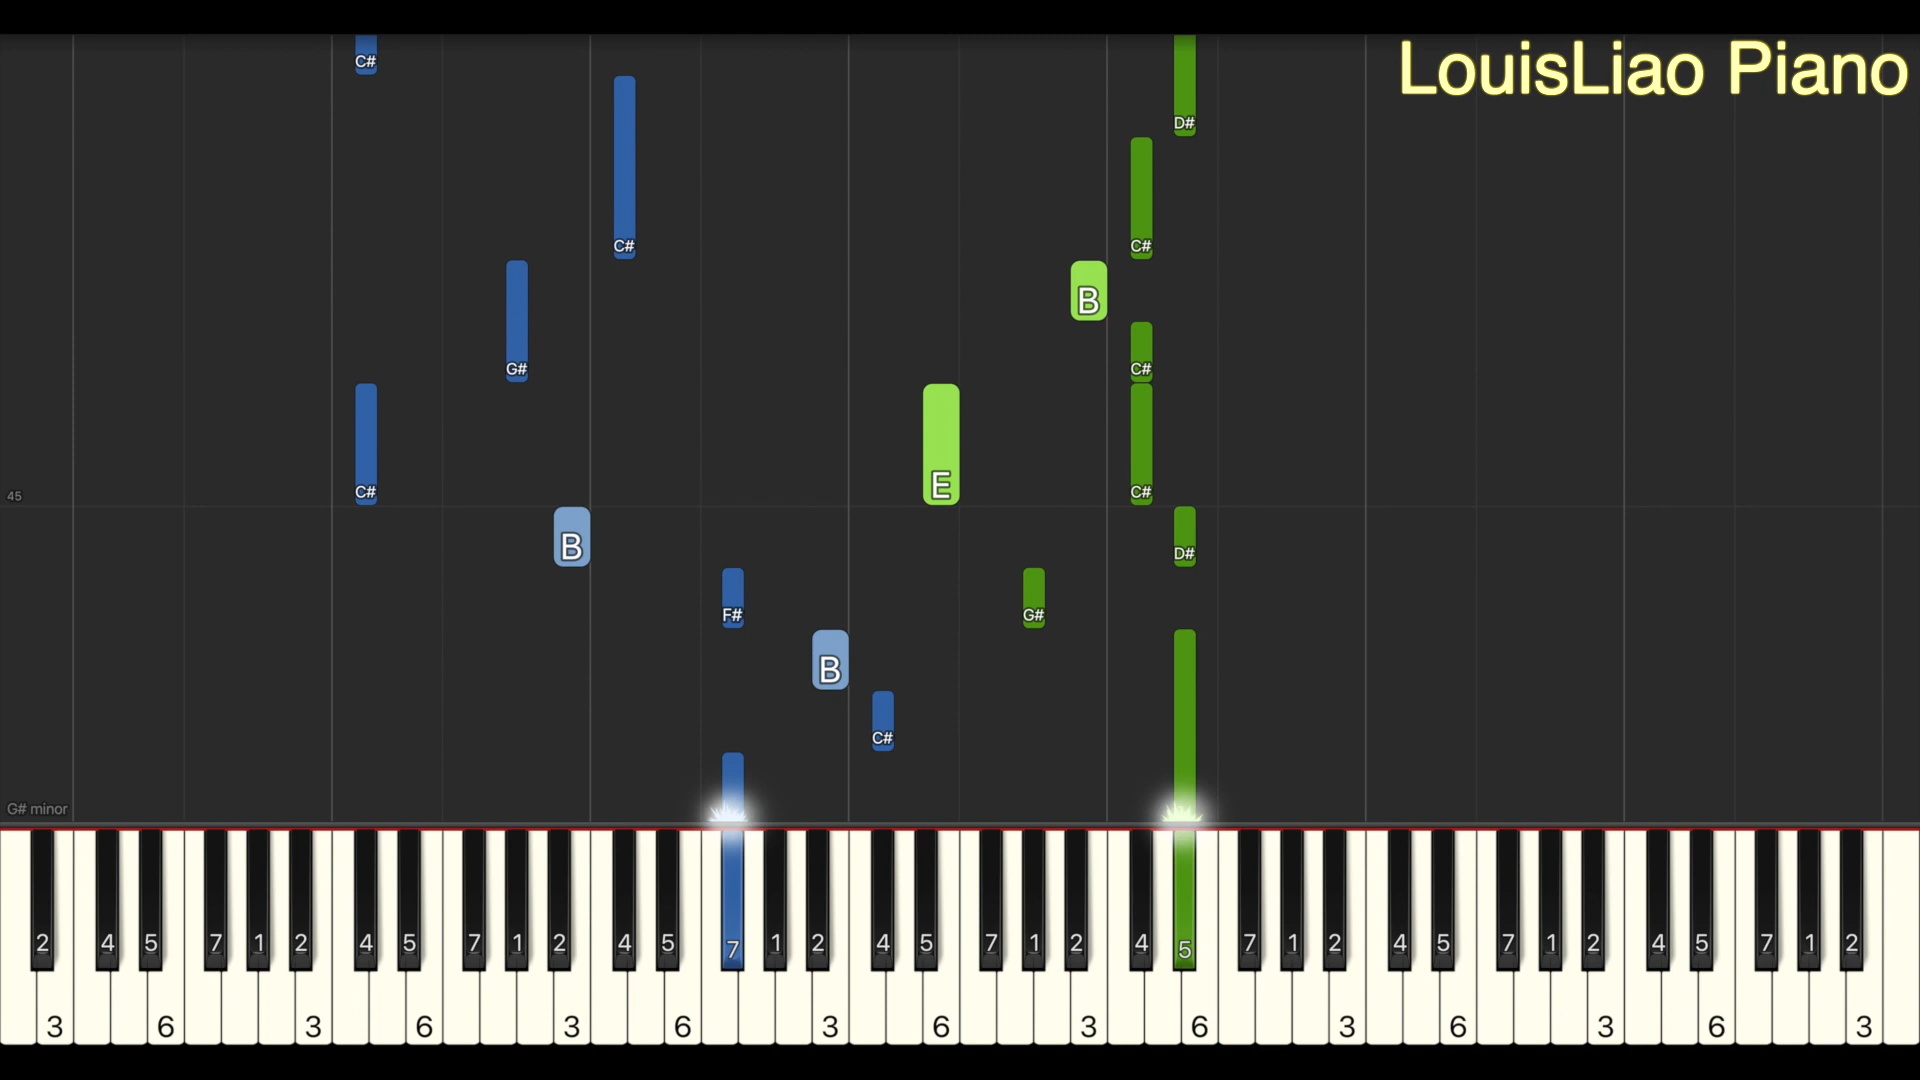 LouisLiao Piano
C#
D#
C# C#
B
G# C#
C# E C#
45
B D#
F# G#
B
C#
G# minor
2 4 5 7 1 2 4 5 7 1 2 4 5 7 1 2 4 5 7 1 2 4 5 7 1 2 4 5 7 1 2 4 5 7 1 2
3 6 3 6 3 6 3 6 3 6 3 6 3 6 3